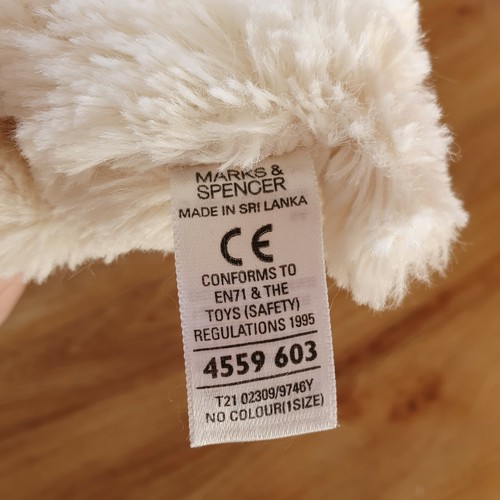 MARKS &
SPENCER
MADE IN SRI LANKA
CE
CONFORMS TO
EN71 & THE
TOYS (SAFETY)
REGULATIONS 1995
4559 603
T21 02309/9746Y
NO COLOUR(1SIZE)